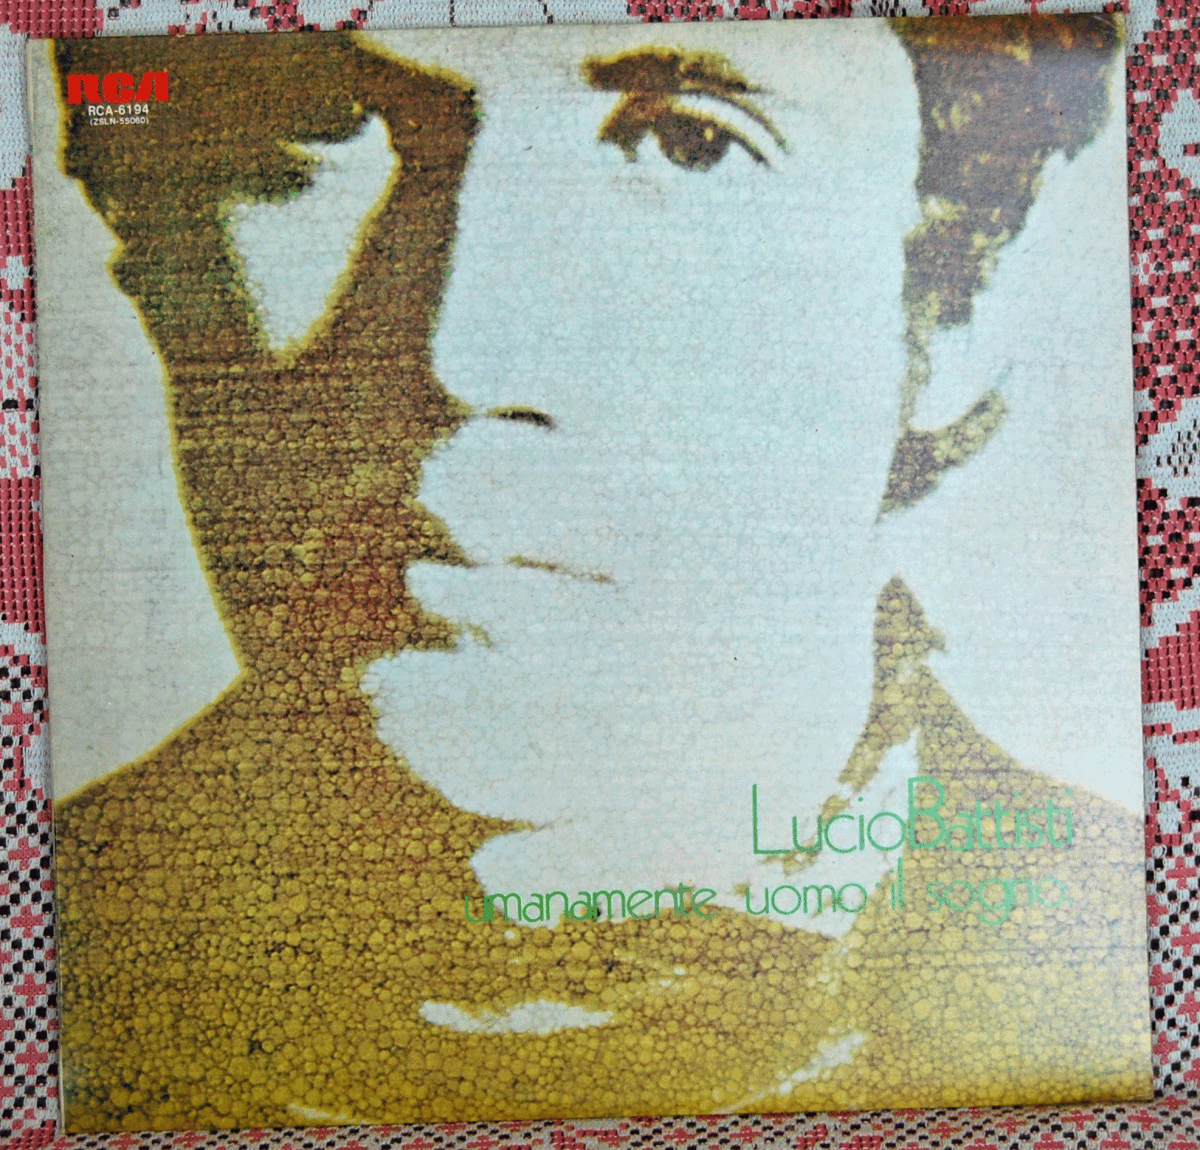 RCA
RCA-6194
(ZSLN-55060)
LucioBattisti
umanamente uomo il sogno.